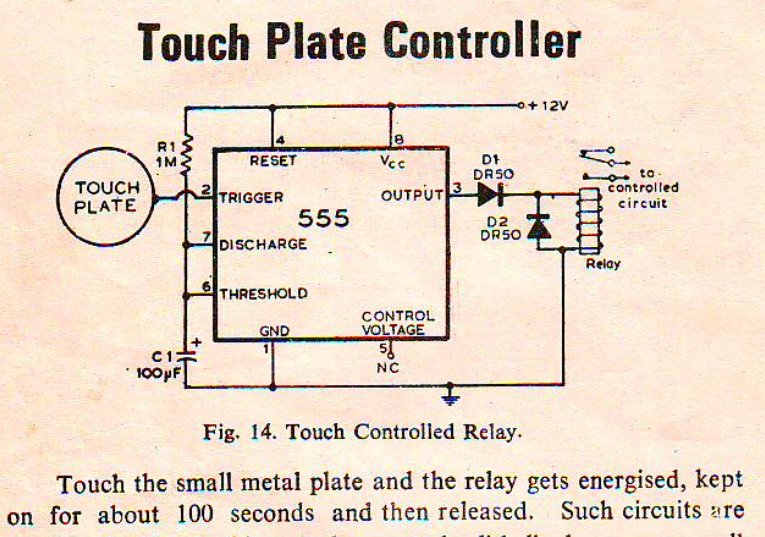 Touch Plate Controller
+ 12V
R1
1M
4
8
RESET
VCC
D1
DR50
to
controlled
circuit
TOUCH
PLATE
2
TRIGGER
OUTPUT
3
555
D2
DR50
7
DISCHARGE
Relay
6
THRESHOLD
CONTROL
VOLTAGE
GND
+
C1
100µF
1
5
NC
Fig. 14. Touch Controlled Relay.
Touch the small metal plate and the relay gets energised, kept
on for about 100 seconds and then released. Such circuits are